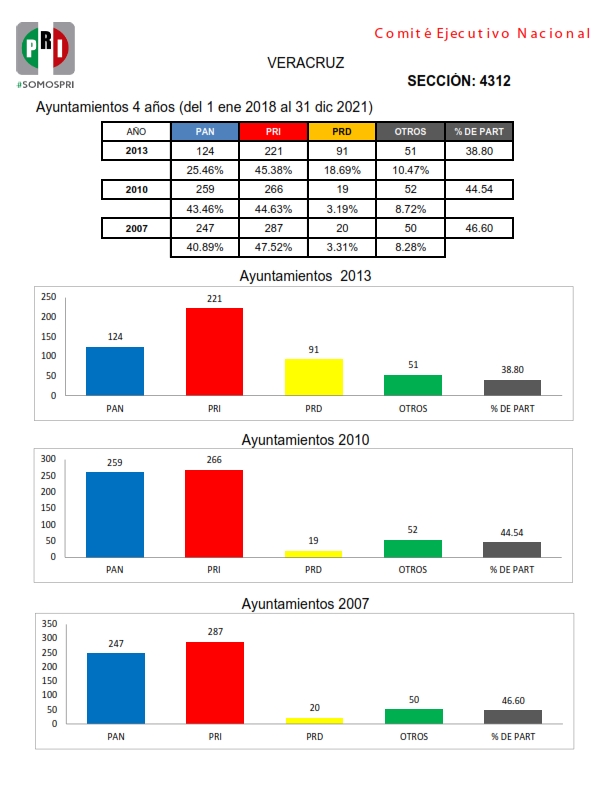 PRI
#SOMOSPRI
Comité Ejecutivo Nacional
VERACRUZ
SECCIÓN: 4312
Ayuntamientos 4 años (del 1 ene 2018 al 31 dic 2021)
AÑO PAN PRI PRD OTROS % DE PART
2013 124 221 91 51 38.80
25.46% 45.38% 18.69% 10.47%
2010 259 266 19 52 44.54
43.46% 44.63% 3.19% 8.72%
2007 247 287 20 50 46.60
40.89% 47.52% 3.31% 8.28%
Ayuntamientos 2013
250
200
150
100
50
0
124 221 91 51 38.80
PAN PRI PRD OTROS % DE PART
Ayuntamientos 2010
300
250
200
150
100
50
0
259 266 19 52 44.54
PAN PRI PRD OTROS % DE PART
Ayuntamientos 2007
350
300
250
200
150
100
50
0
247 287 20 50 46.60
PAN PRI PRD OTROS % DE PART